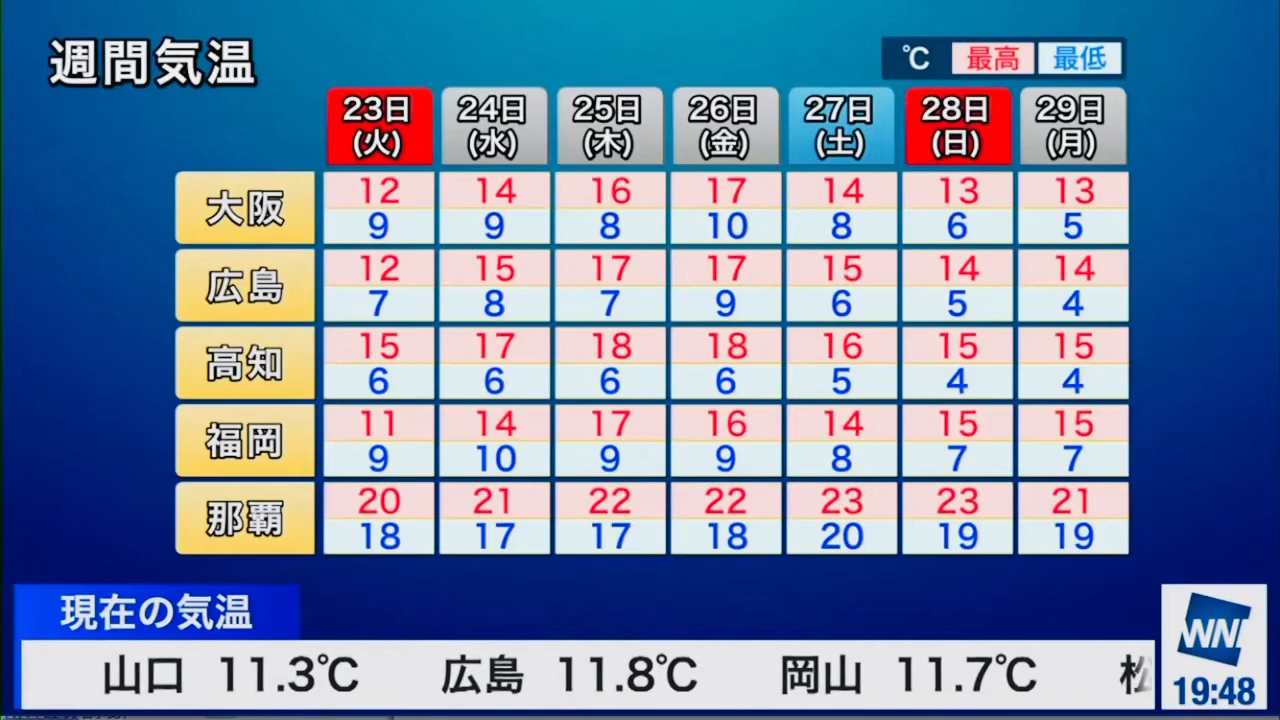 週間気温
℃ 最高 最低
23日 24日 25日 26日 27日 28日 29日
(火) (水) (木) (金) (土) (日) (月)
大阪 12 14 16 17 14 13 13
9 9 8 10 8 6 5
広島 12 15 17 17 15 14 14
7 8 7 9 6 5 4
高知 15 17 18 18 16 15 15
6 6 6 6 5 4 4
福岡 11 14 17 16 14 15 15
9 10 9 9 8 7 7
那覇 20 21 22 22 23 23 21
18 17 17 18 20 19 19
現在の気温
山口 11.3℃ 広島 11.8℃ 岡山 11.7℃
WNI
19:48